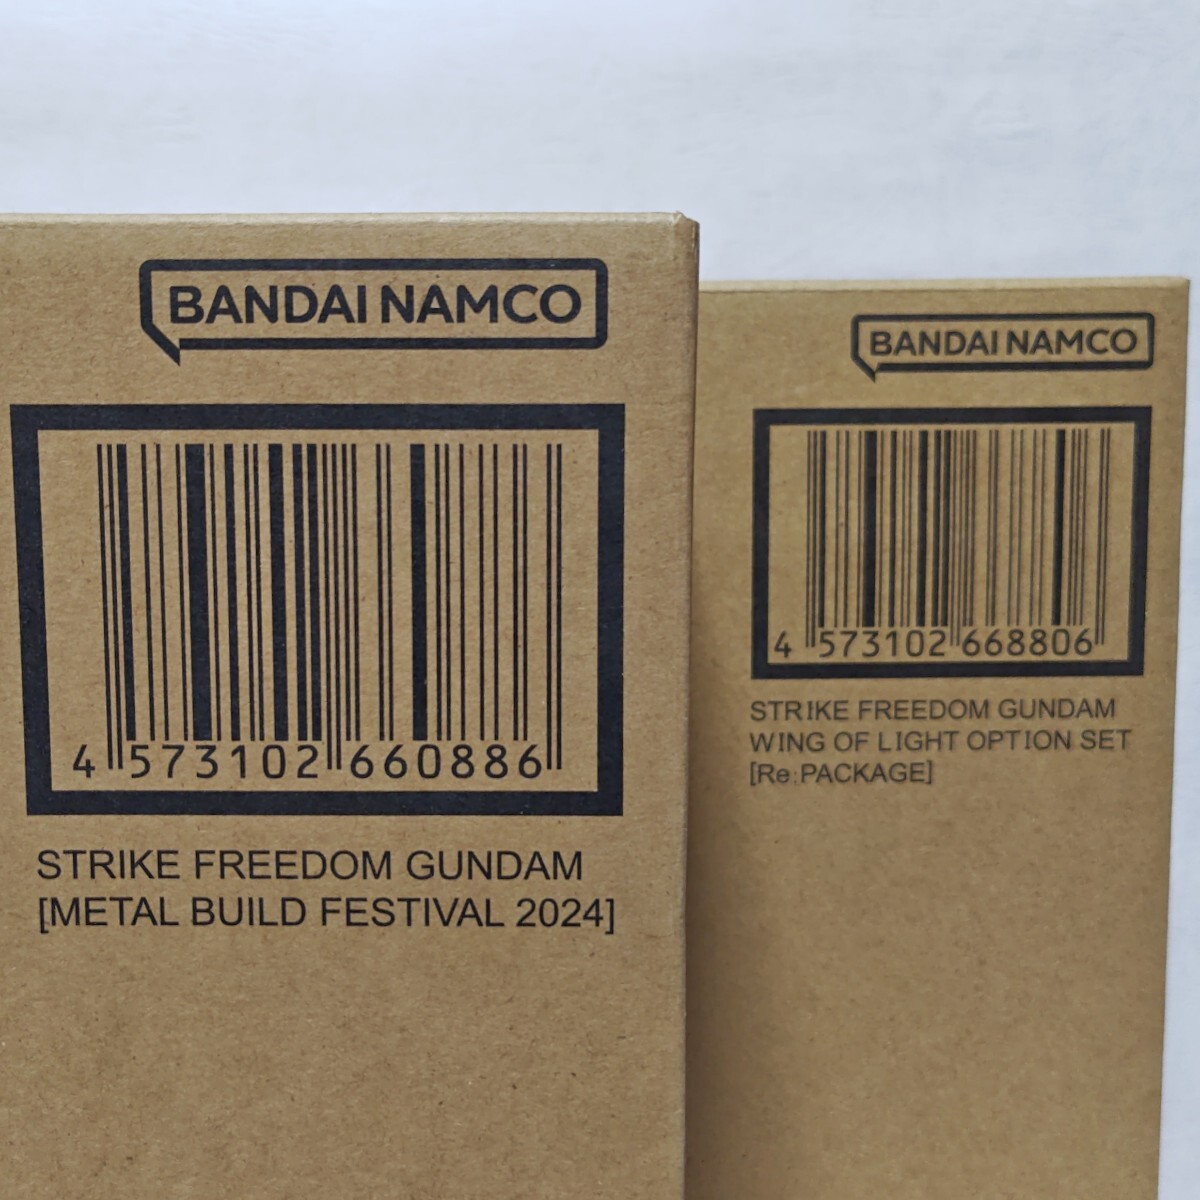 BANDAI NAMCO
4 573102 660886
STRIKE FREEDOM GUNDAM
[METAL BUILD FESTIVAL 2024]
BANDAI NAMCO
4 573102 668806
STRIKE FREEDOM GUNDAM
WING OF LIGHT OPTION SET
[Re:PACKAGE]